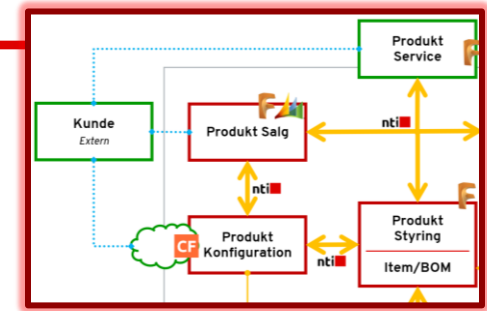 Produkt
Service
Kunde
Extern
Produkt Salg
nti
nti
CF
Produkt
Konfiguration
nti
Produkt
Styring
Item/BOM